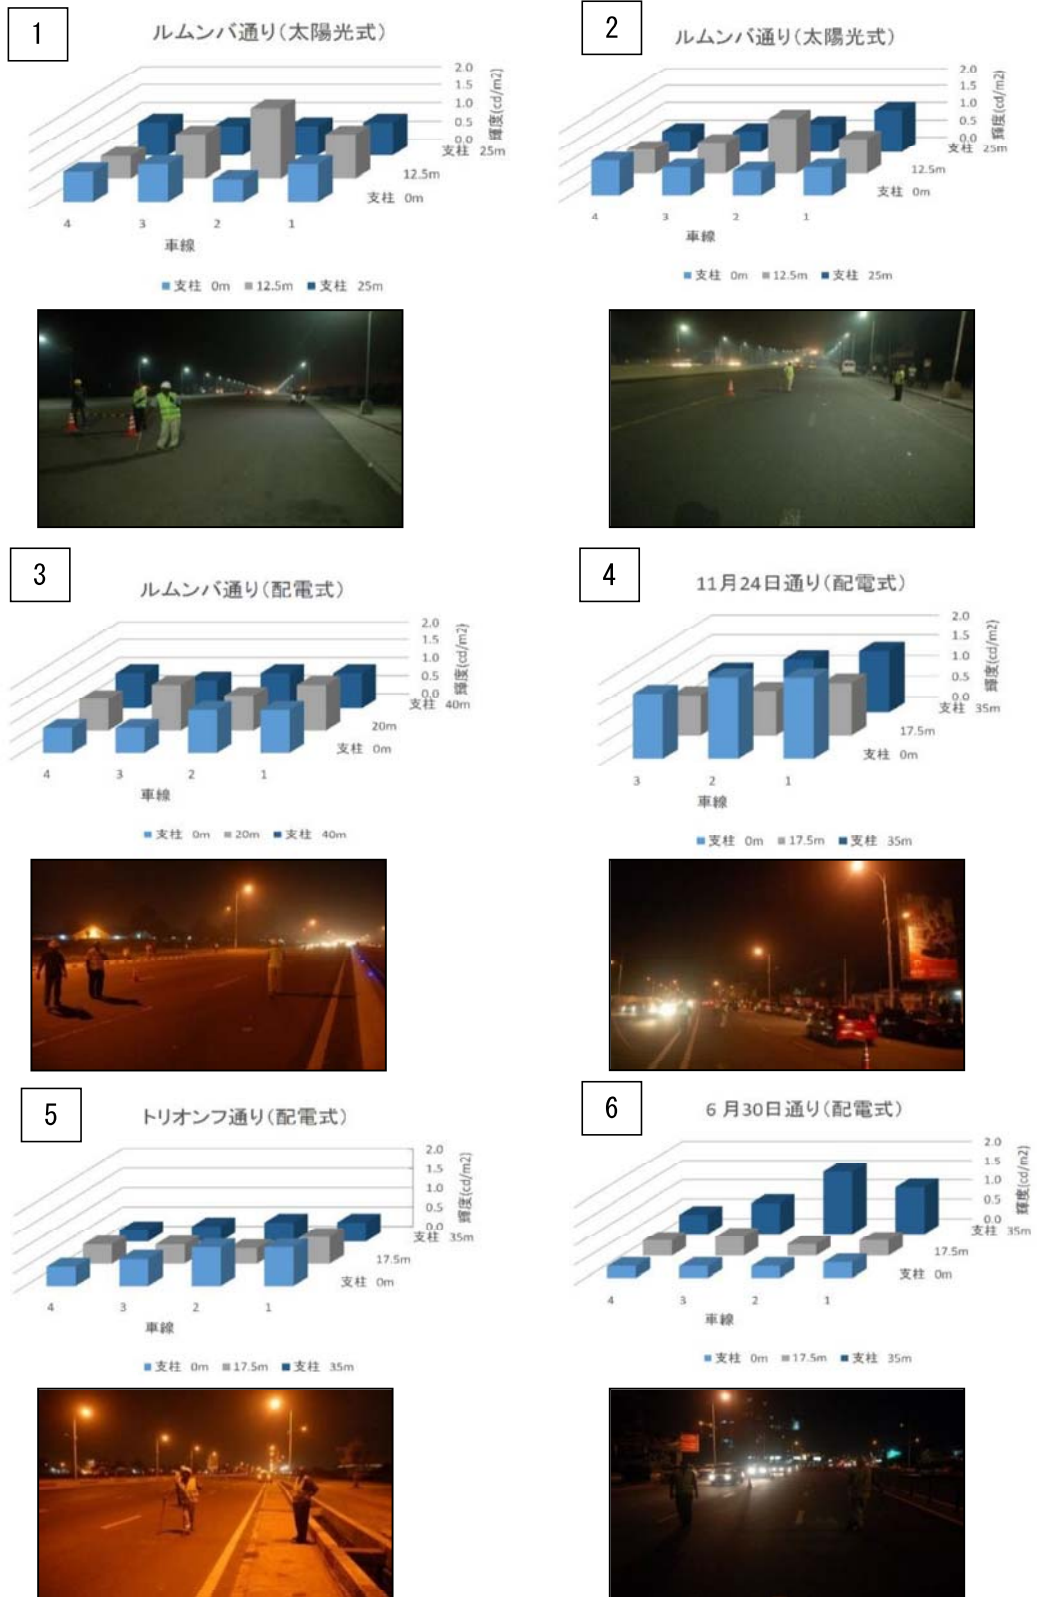 1
ルムンバ通り(太陽光式)
2.0
1.5
1.0
0.5
0.0
輝度(cd/m2)
支柱 25m
12.5m
支柱 0m
4 3 2 1
車線
支柱 0m 12.5m 支柱 25m
2
ルムンバ通り(太陽光式)
2.0
1.5
1.0
0.5
0.0
輝度(cd/m2)
支柱 25m
12.5m
支柱 0m
4 3 2 1
車線
支柱 0m 12.5m 支柱 25m
3
ルムンバ通り(配電式)
2.0
1.5
1.0
0.5
0.0
輝度(cd/m2)
支柱 40m
20m
支柱 0m
4 3 2 1
車線
支柱 0m 20m 支柱 40m
4
11月24日通り(配電式)
2.0
1.5
1.0
0.5
0.0
輝度(cd/m2)
支柱 35m
17.5m
支柱 0m
3 2 1
車線
支柱 0m 17.5m 支柱 35m
5
トリオンフ通り(配電式)
2.0
1.5
1.0
0.5
0.0
輝度(cd/m2)
支柱 35m
17.5m
支柱 0m
4 3 2 1
車線
支柱 0m 17.5m 支柱 35m
6
6月30日通り(配電式)
2.0
1.5
1.0
0.5
0.0
輝度(cd/m2)
支柱 35m
17.5m
支柱 0m
4 3 2 1
車線
支柱 0m 17.5m 支柱 35m